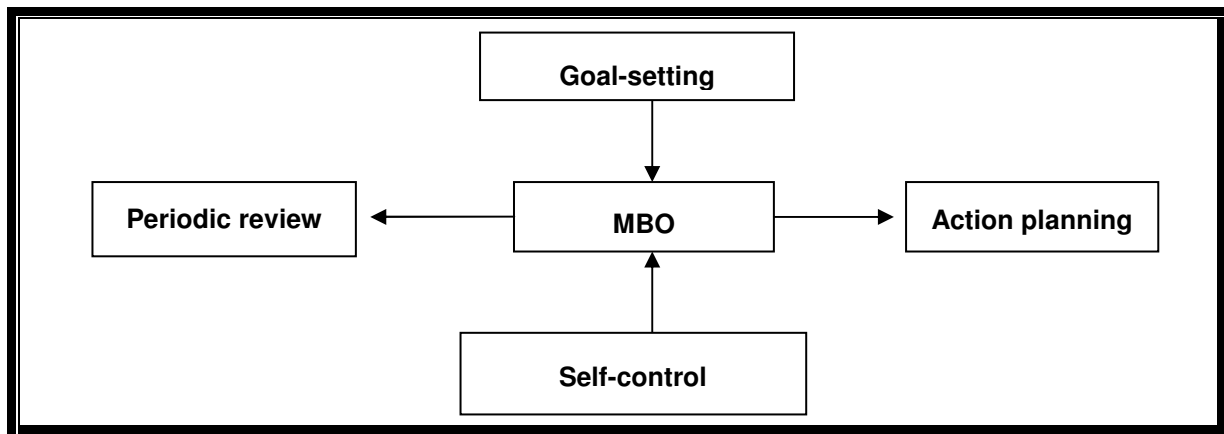 Goal-setting
Periodic review
MBO
Action planning
Self-control